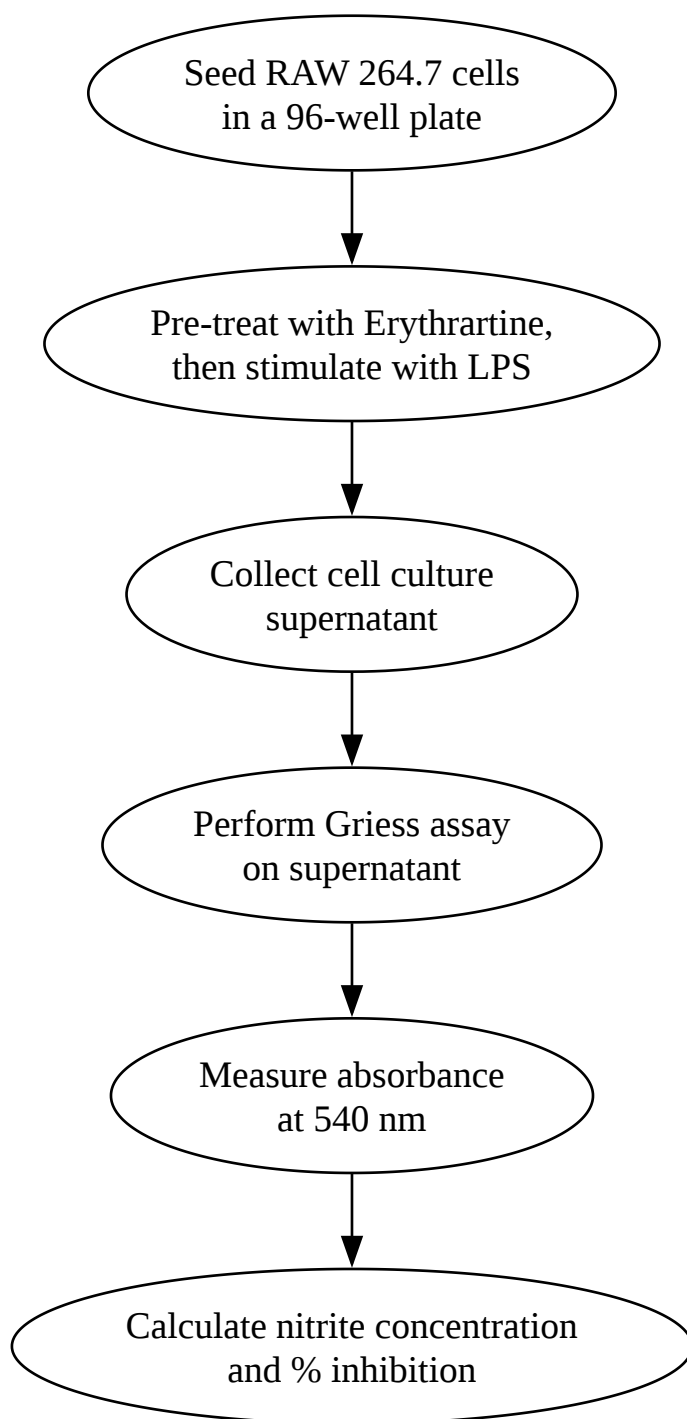 Seed RAW 264.7 cells
in a 96-well plate
Pre-treat with Erythrartine,
then stimulate with LPS
Collect cell culture
supernatant
Perform Griess assay
on supernatant
Measure absorbance
at 540 nm
Calculate nitrite concentration
and % inhibition